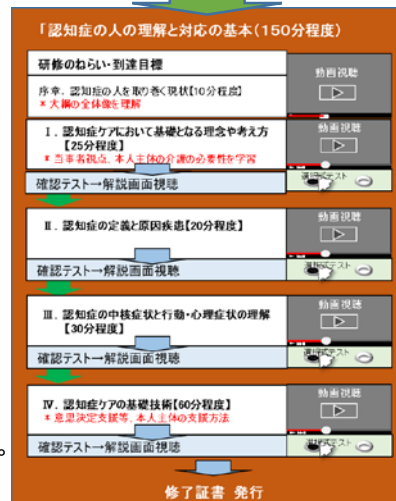 「認知症の人の理解と対応の基本(150分程度)
研修のねらい・到達目標
序章．認知症の人を取り巻く現状【10分程度】
＊大綱の全体像を理解
動画視聴
Ⅰ．認知症ケアにおいて基礎となる理念や考え方
【25分程度】
＊当事者視点、本人主体の介護の必要性を学習
動画視聴
確認テスト→解説画面視聴
選択式テスト
Ⅱ．認知症の定義と原因疾患【20分程度】
動画視聴
確認テスト→解説画面視聴
選択式テスト
Ⅲ．認知症の中核症状と行動・心理症状の理解
【30分程度】
動画視聴
確認テスト→解説画面視聴
選択式テスト
Ⅳ．認知症ケアの基礎技術【60分程度】
＊意思決定支援等、本人主体の支援方法
動画視聴
確認テスト→解説画面視聴
選択式テスト
。
修了証書 発行